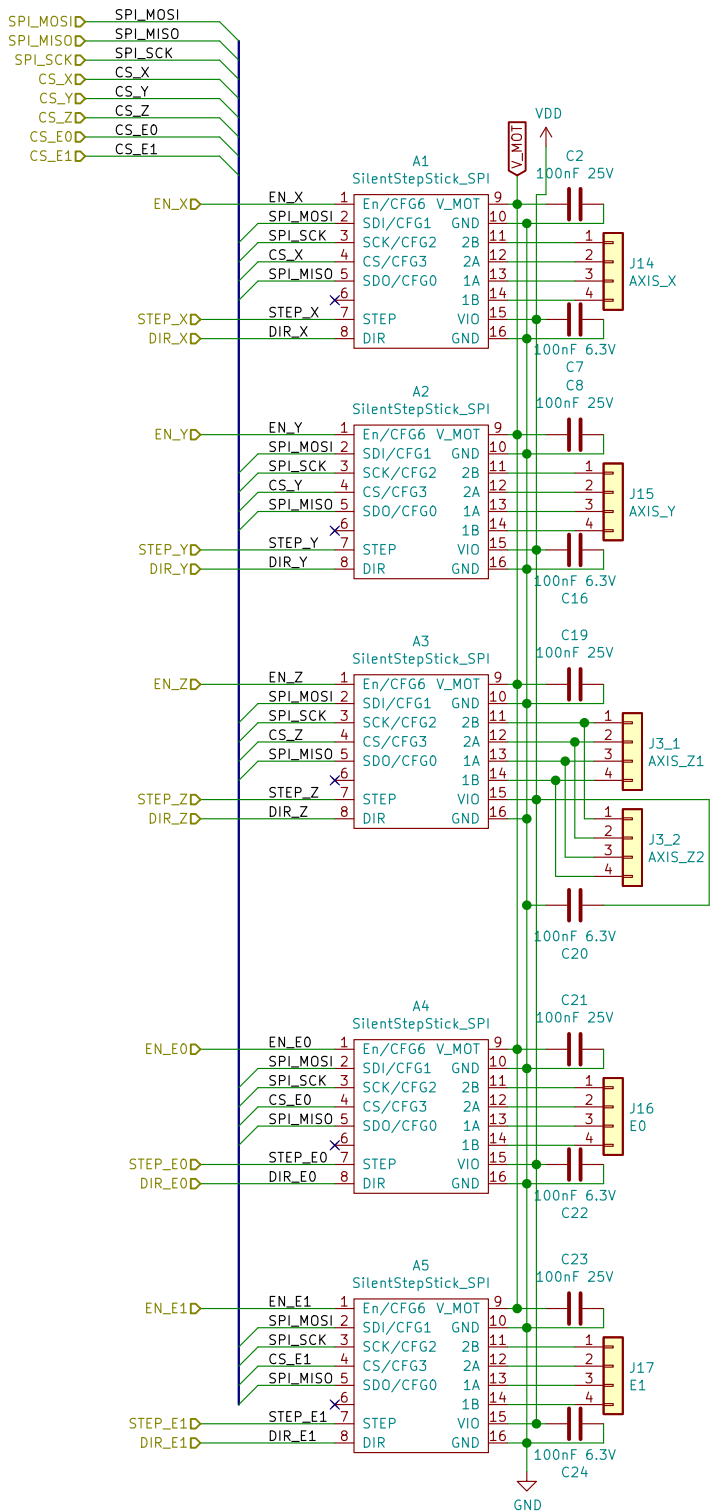 SPI_MOSI SPI_MOSI
SPI_MISO SPI_MISO
SPI_SCK SPI_SCK
CS_X CS_X
CS_Y CS_Y
CS_Z CS_Z
CS_E0 CS_E0
CS_E1 CS_E1
V_MOT
VDD
A1
SilentStepStick_SPI
C2
100nF 25V
EN_X EN_X 1 En/CFG6 V_MOT 9
SPI_MOSI 2 SDI/CFG1 GND 10
SPI_SCK 3 SCK/CFG2 2B 11 1
CS_X 4 CS/CFG3 2A 12 2
SPI_MISO 5 SDO/CFG0 1A 13 3
6 1B 14 4
J14
AXIS_X
STEP_X STEP_X 7 STEP VIO 15
DIR_X DIR_X 8 DIR GND 16
100nF 6.3V
C7
A2
SilentStepStick_SPI
C8
100nF 25V
EN_Y EN_Y 1 En/CFG6 V_MOT 9
SPI_MOSI 2 SDI/CFG1 GND 10
SPI_SCK 3 SCK/CFG2 2B 11 1
CS_Y 4 CS/CFG3 2A 12 2
SPI_MISO 5 SDO/CFG0 1A 13 3
6 1B 14 4
J15
AXIS_Y
STEP_Y STEP_Y 7 STEP VIO 15
DIR_Y DIR_Y 8 DIR GND 16
100nF 6.3V
C16
A3
SilentStepStick_SPI
C19
100nF 25V
EN_Z EN_Z 1 En/CFG6 V_MOT 9
SPI_MOSI 2 SDI/CFG1 GND 10
SPI_SCK 3 SCK/CFG2 2B 11 1
CS_Z 4 CS/CFG3 2A 12 2
SPI_MISO 5 SDO/CFG0 1A 13 3
6 1B 14 4
J3_1
AXIS_Z1
STEP_Z STEP_Z 7 STEP VIO 15
DIR_Z DIR_Z 8 DIR GND 16
1
2
3
4
J3_2
AXIS_Z2
100nF 6.3V
C20
A4
SilentStepStick_SPI
C21
100nF 25V
EN_E0 EN_E0 1 En/CFG6 V_MOT 9
SPI_MOSI 2 SDI/CFG1 GND 10
SPI_SCK 3 SCK/CFG2 2B 11 1
CS_E0 4 CS/CFG3 2A 12 2
SPI_MISO 5 SDO/CFG0 1A 13 3
6 1B 14 4
J16
E0
STEP_E0 STEP_E0 7 STEP VIO 15
DIR_E0 DIR_E0 8 DIR GND 16
100nF 6.3V
C22
A5
SilentStepStick_SPI
C23
100nF 25V
EN_E1 EN_E1 1 En/CFG6 V_MOT 9
SPI_MOSI 2 SDI/CFG1 GND 10
SPI_SCK 3 SCK/CFG2 2B 11 1
CS_E1 4 CS/CFG3 2A 12 2
SPI_MISO 5 SDO/CFG0 1A 13 3
6 1B 14 4
J17
E1
STEP_E1 STEP_E1 7 STEP VIO 15
DIR_E1 DIR_E1 8 DIR GND 16
100nF 6.3V
C24
GND